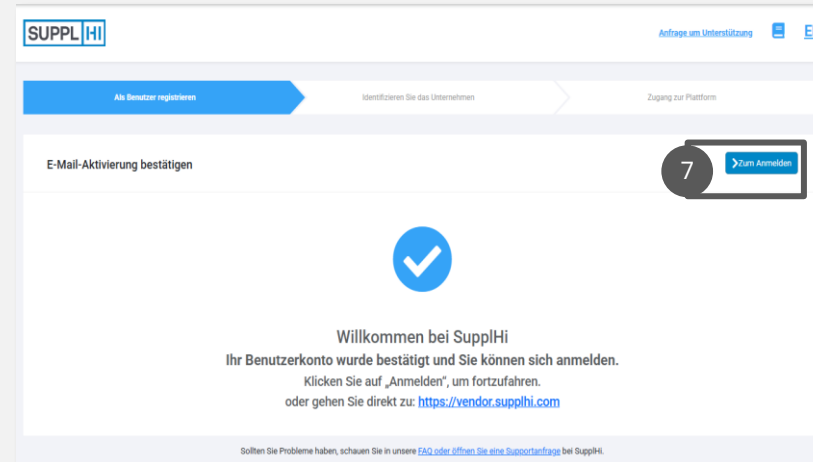 SUPPLHI
Anfrage um Unterstützung
Als Benutzer registrieren
Identifizieren Sie das Unternehmen
Zugang zur Plattform
E-Mail-Aktivierung bestätigen
7
Zum Anmelden
Willkommen bei SupplHi
Ihr Benutzerkonto wurde bestätigt und Sie können sich anmelden.
Klicken Sie auf „Anmelden", um fortzufahren.
oder gehen Sie direkt zu: https://vendor.supplhi.com
Sollten Sie Probleme haben, schauen Sie in unsere FAQ oder öffnen Sie eine Supportanfrage bei SupplHi.